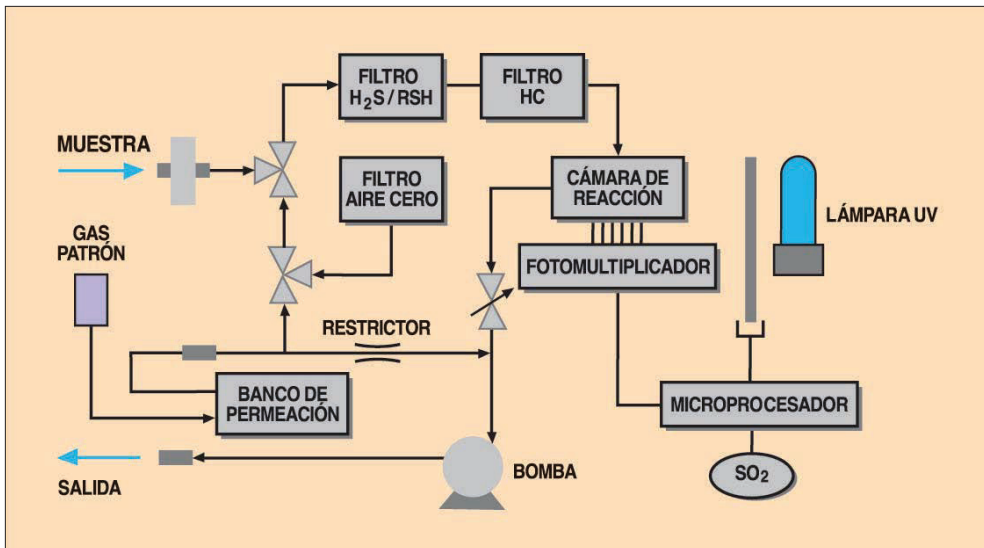 FILTRO
H₂S / RSH
FILTRO
HC
MUESTRA
FILTRO
AIRE CERO
CÁMARA DE
REACCIÓN
LÁMPARA UV
GAS
PATRÓN
FOTOMULTIPLICADOR
RESTRICTOR
BANCO DE
PERMEACIÓN
MICROPROCESADOR
SALIDA
BOMBA
SO₂